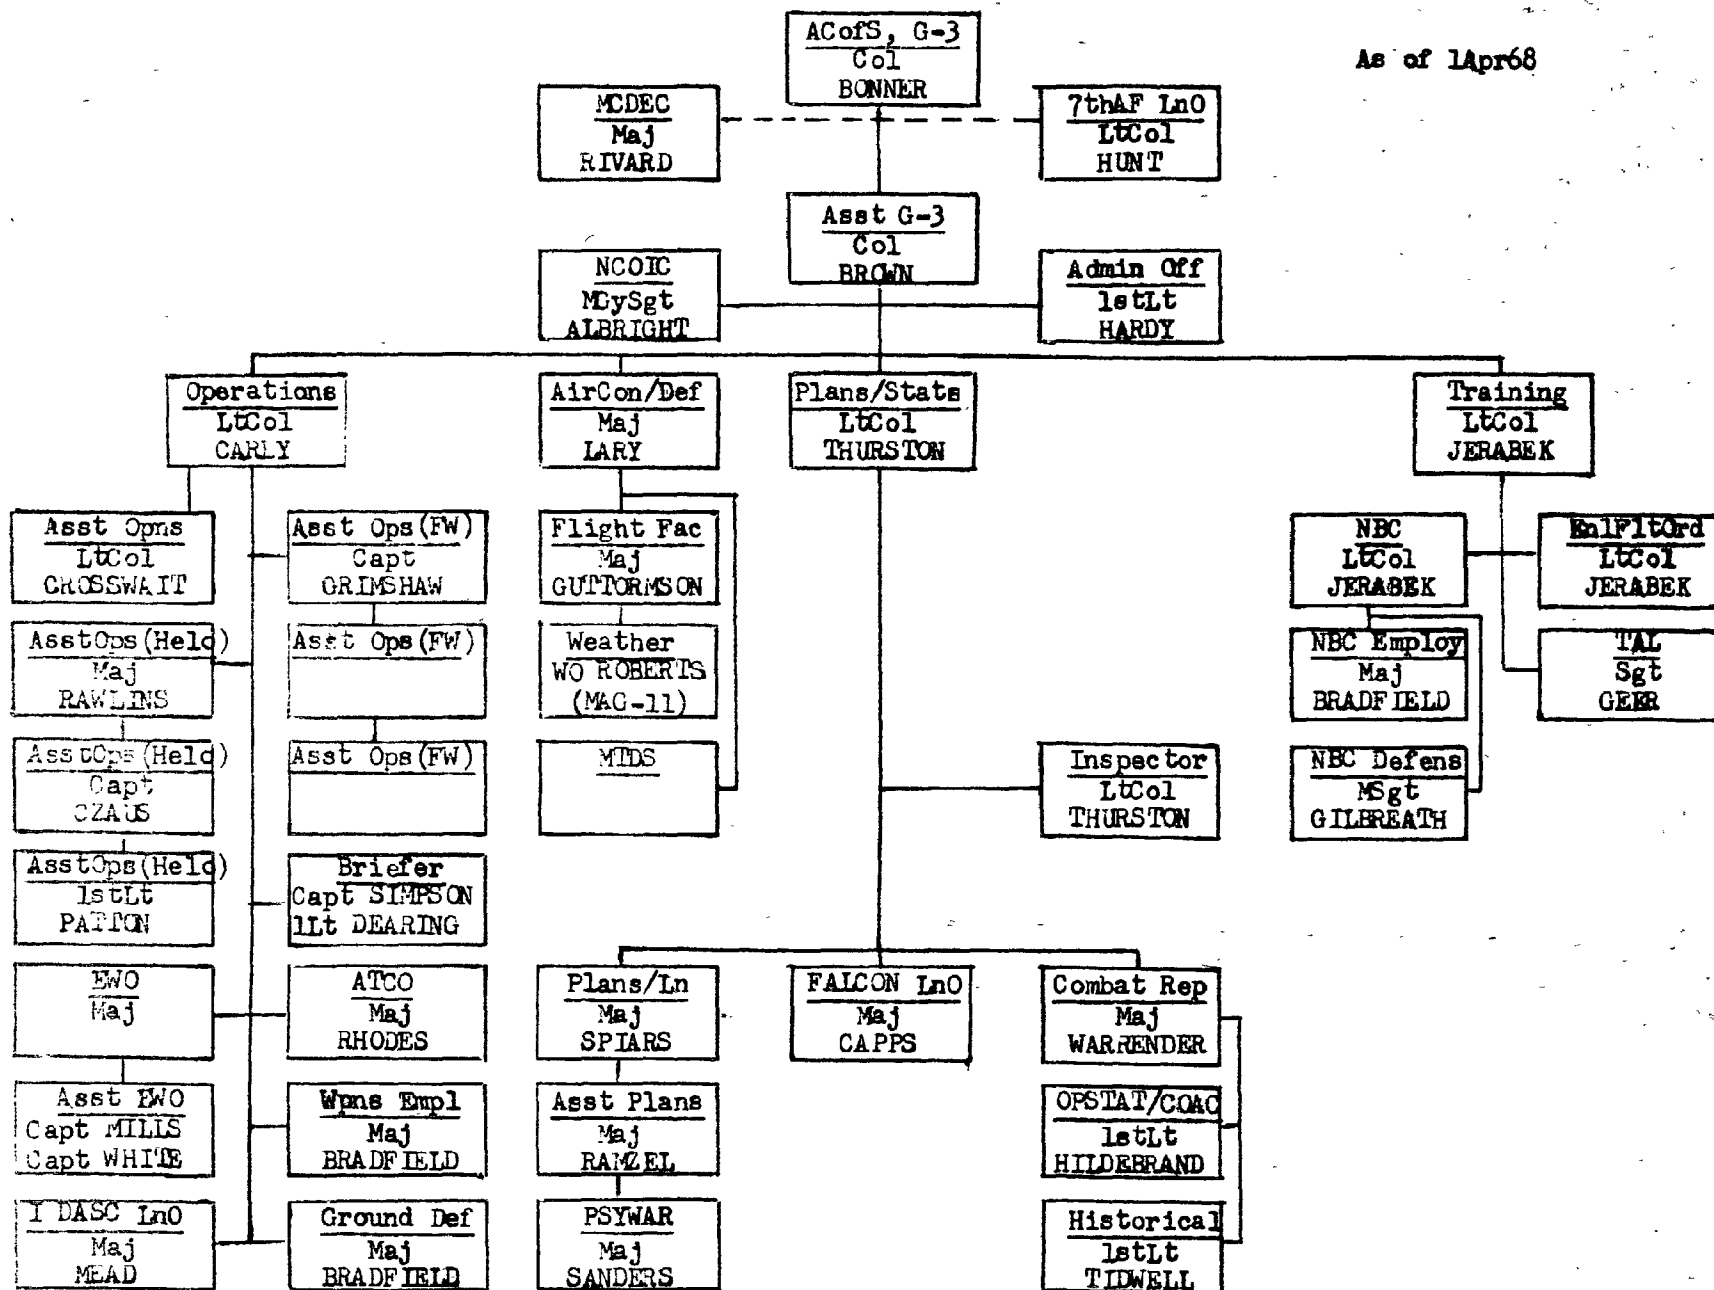 As of 1Apr68
ACofS, G-3
Col
BONNER
MCDEC
Maj
RIVARD
7thAF LnO
LtCol
HUNT
Asst G-3
Col
BROWN
NCOIC
MGySgt
ALBRIGHT
Admin Off
1stLt
HARDY
Operations
LtCol
CARLY
AirCon/Def
Maj
LARY
Plans/Stats
LtCol
THURSTON
Training
LtCol
JERABEK
Asst Opns
LtCol
CROSSWAIT
Asst Ops(FW)
Capt
GRIMSHAW
Flight Fac
Maj
GUTTORMSON
NBC
LtCol
JERABEK
EnlFltOrd
LtCol
JERABEK
AsstOps(Helo)
Maj
RAWLINS
Asst Ops(FW)
Weather
WO ROBERTS
(MAG-11)
NBC Employ
Maj
BRADFIELD
TAL
Sgt
GEER
AsstOps(Helo)
Capt
CZAUS
Asst Ops(FW)
MTDS
Inspector
LtCol
THURSTON
NBC Defens
MSgt
GILBREATH
AsstOps(Helo)
1stLt
PATTON
Briefer
Capt SIMPSON
1Lt DEARING
EWO
Maj
ATCO
Maj
RHODES
Plans/Ln
Maj
SPIARS
FALCON LnO
Maj
CAPPS
Combat Rep
Maj
WARRENDER
Asst EWO
Capt MILLS
Capt WHITE
Wpns Empl
Maj
BRADFIELD
Asst Plans
Maj
RAMZEL
OPSTAT/COAC
1stLt
HILDEBRAND
I DASC LnO
Maj
MEAD
Ground Def
Maj
BRADFIELD
PSYWAR
Maj
SANDERS
Historical
1stLt
TIDWELL